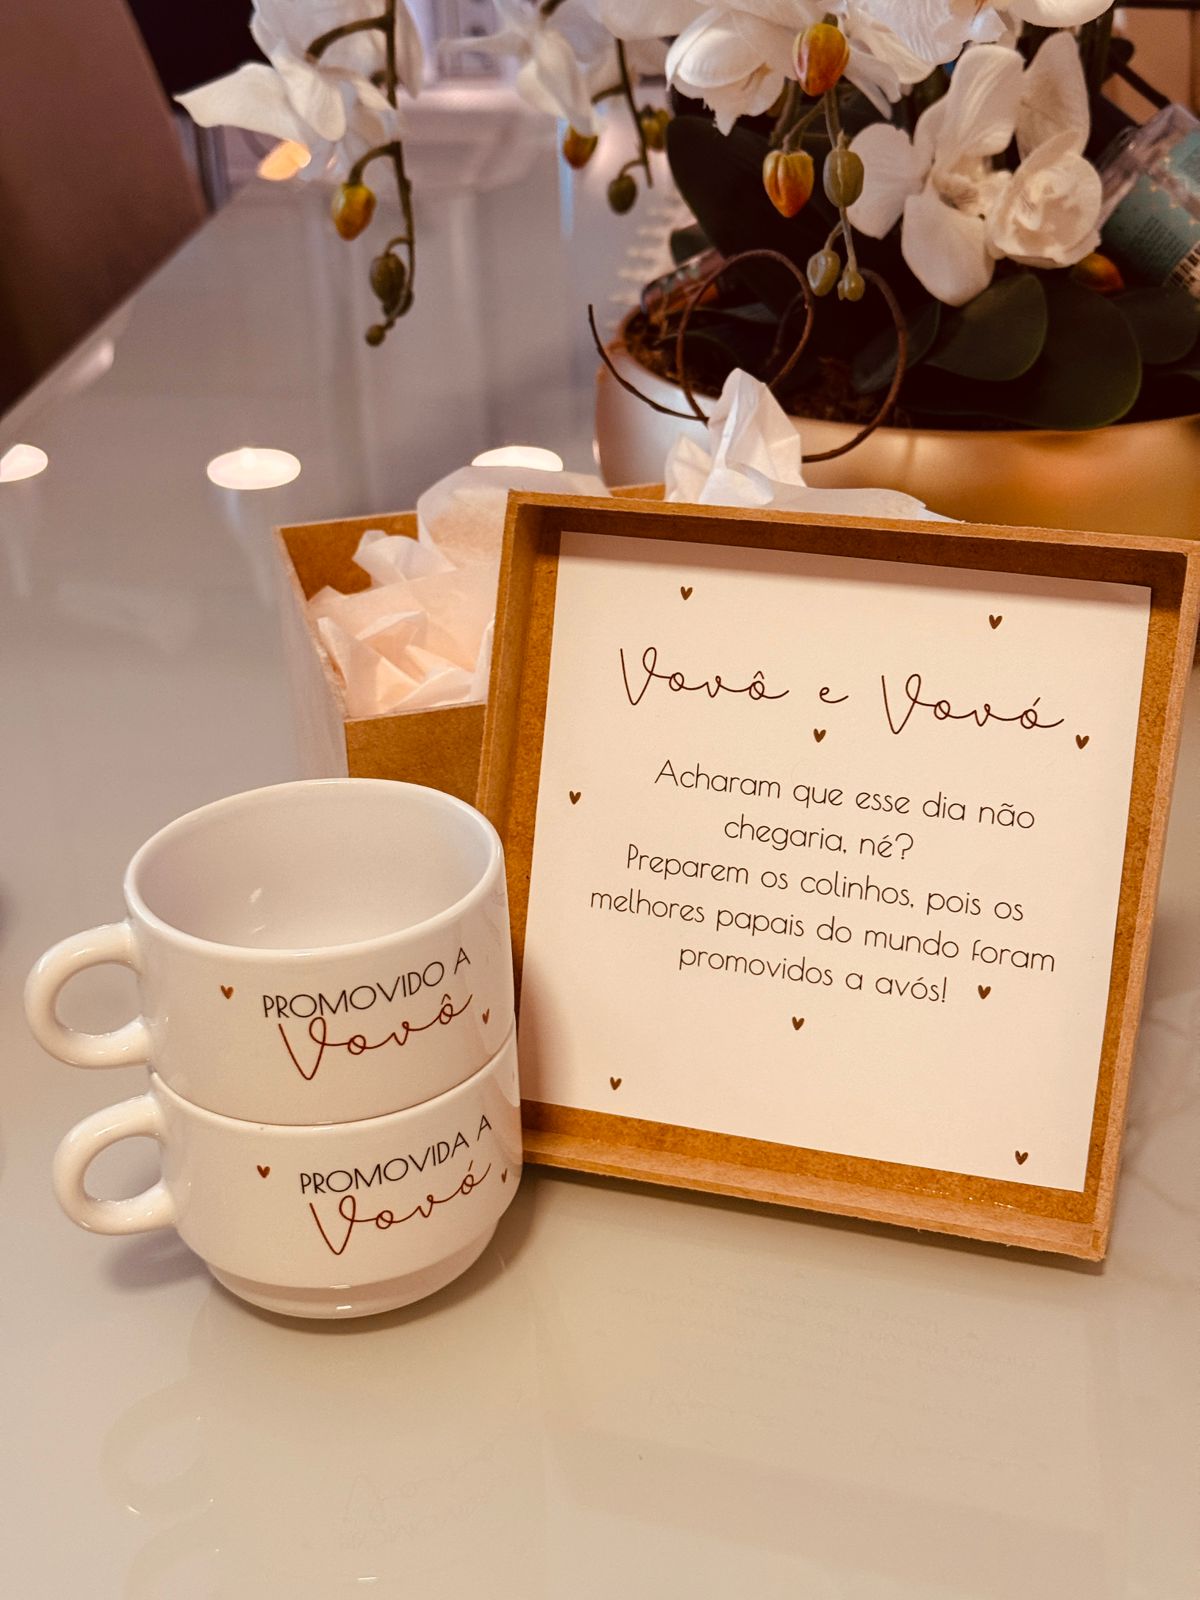 Vovô e Vovó
Acharam que esse dia não
chegaria, né?
Preparem os colinhos, pois os
melhores papais do mundo foram
promovidos a avós!
PROMOVIDO A
Vovô
PROMOVIDA A
Vovó